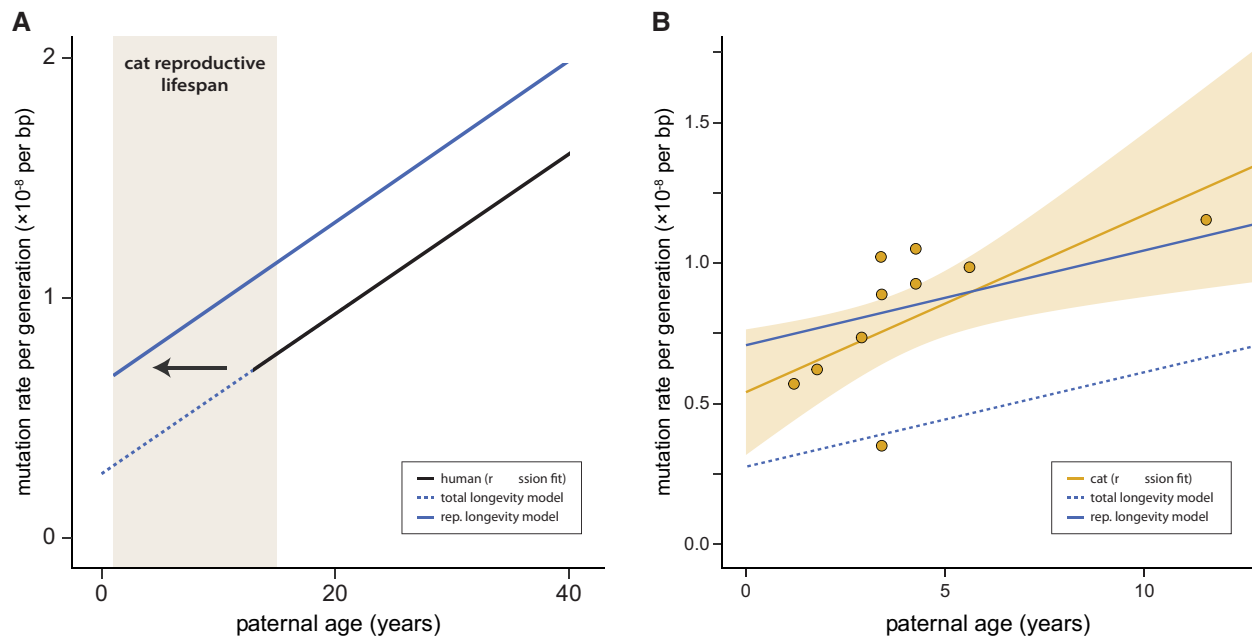 A
mutation rate per generation (×10⁻⁸ per bp)
2
1
0
cat reproductive
lifespan
human (r ssion fit)
total longevity model
rep. longevity model
0 20 40
paternal age (years)
B
mutation rate per generation (×10⁻⁸ per bp)
1.5
1.0
0.5
0.0
cat (r ssion fit)
total longevity model
rep. longevity model
0 5 10
paternal age (years)